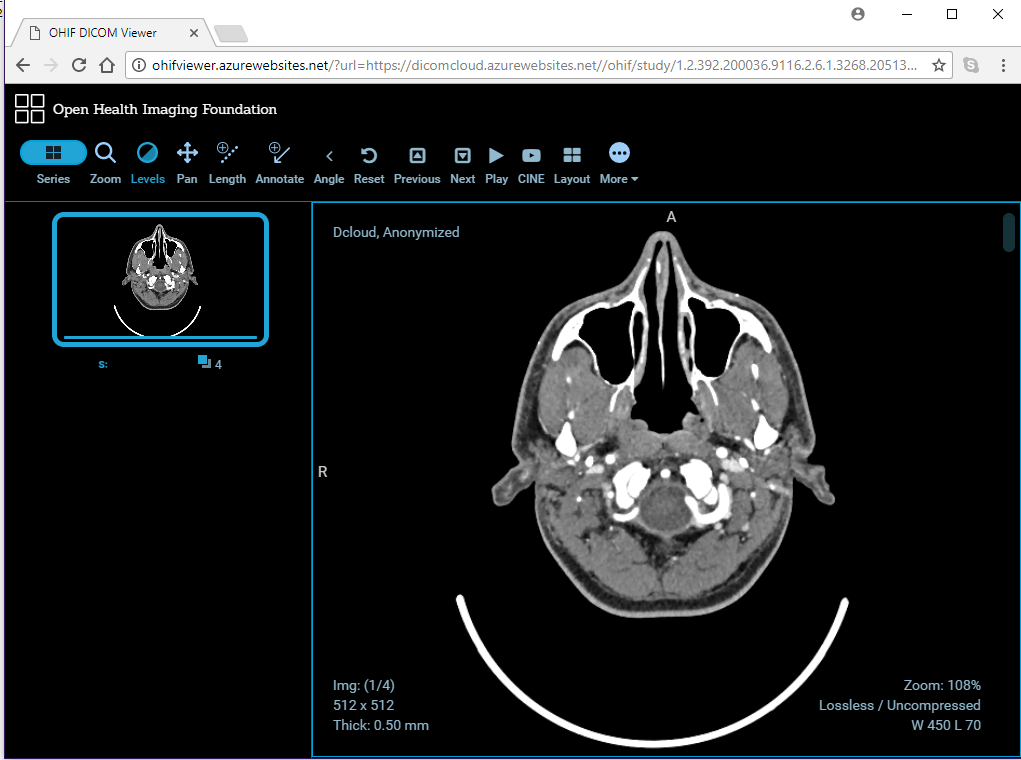 OHIF DICOM Viewer
ohifviewer.azurewebsites.net/?url=https://dicomcloud.azurewebsites.net//ohif/study/1.2.392.200036.9116.2.6.1.3268.20513...
Open Health Imaging Foundation
Series Zoom Levels Pan Length Annotate Angle Reset Previous Next Play CINE Layout More
A
Dcloud, Anonymized
S: 4
R
Img: (1/4)
512 x 512
Thick: 0.50 mm
Zoom: 108%
Lossless / Uncompressed
W 450 L 70